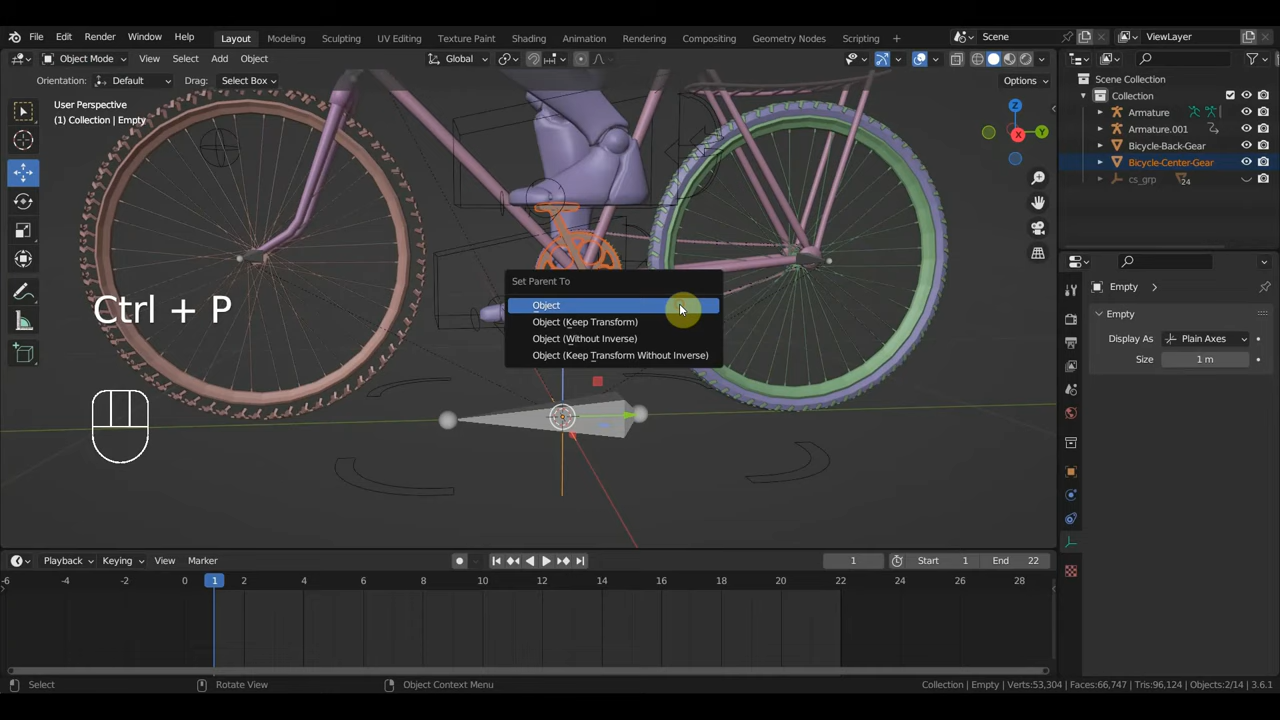 File Edit Render Window Help Layout Modeling Sculpting UV Editing Texture Paint Shading Animation Rendering Compositing Geometry Nodes Scripting + Scene ViewLayer
Object Mode View Select Add Object Global
Orientation: Default Drag: Select Box Options
User Perspective
(1) Collection | Empty
Z
Y
X
Scene Collection
Collection
Armature
Armature.001
Bicycle-Back-Gear
Bicycle-Center-Gear
cs_grp 24
Ctrl + P
Set Parent To
Object
Object (Keep Transform)
Object (Without Inverse)
Object (Keep Transform Without Inverse)
Empty
Empty
Display As Plain Axes
Size 1 m
Playback Keying View Marker 1 Start 1 End 22
-6 -4 -2 0 1 2 4 6 8 10 12 14 16 18 20 22 24 26 28
Select Rotate View Object Context Menu Collection | Empty | Verts:53,304 | Faces:66,747 | Tris:96,124 | Objects:2/14 | 3.6.1